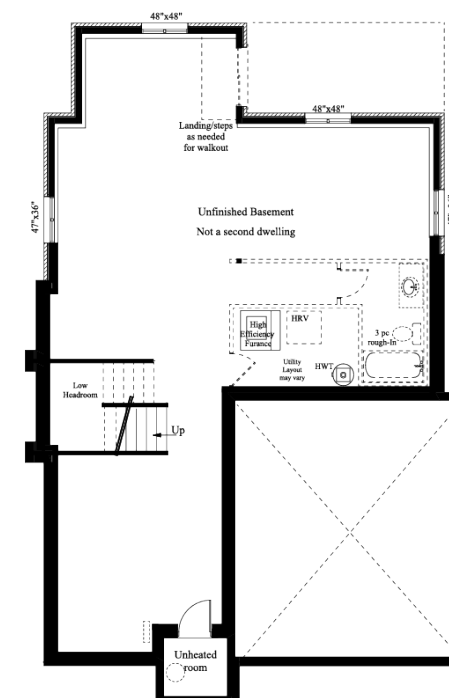 48"x48"
48"x48"
Landing/steps
as needed
for walkout
47"x36"
Unfinished Basement
Not a second dwelling
High
Efficiency
Furance
HRV
3 pc
rough-In
Utility
Layout
may vary
HWT
Low
Headroom
Up
Unheated
room